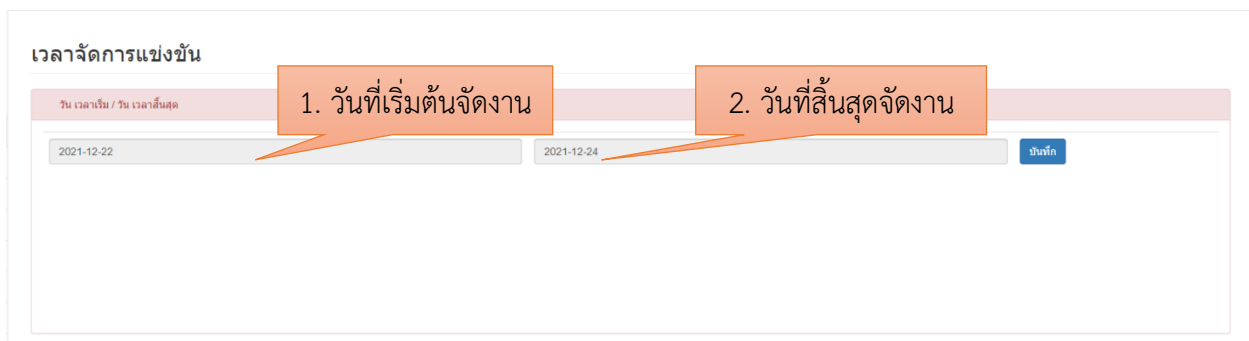 เวลาจัดการแข่งขัน
วัน เวลาเริ่ม / วัน เวลาสิ้นสุด
1. วันที่เริ่มต้นจัดงาน
2. วันที่สิ้นสุดจัดงาน
2021-12-22
2021-12-24
บันทึก